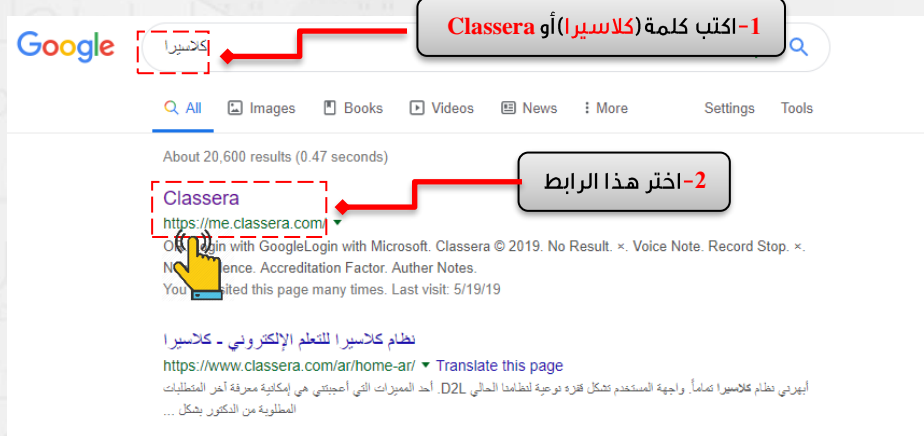 1-اكتب كلمة (كلاسيرا) أو Classera
Google
كلاسيرا
All Images Books Videos News More Settings Tools
About 20,600 results (0.47 seconds)
2-اختر هذا الرابط
Classera
https://me.classera.com/
with GoogleLogin with Microsoft. Classera © 2019. No Result. ×. Voice Note. Record Stop. ×.
Accreditation Factor. Auther Notes.
You visited this page many times. Last visit: 5/19/19
نظام كلاسيرا للتعلم الإلكتروني - كلاسيرا
https://www.classera.com/ar/home-ar/ Translate this page
أبهرني نظام كلاسيرا تماماً. واجهة المستخدم تشكل قفزة نوعية لنظامنا الحالي D2L. أحد المميزات التي أعجبتني هي إمكانية معرفة آخر المتطلبات
المطلوبة من الدكتور بشكل ...